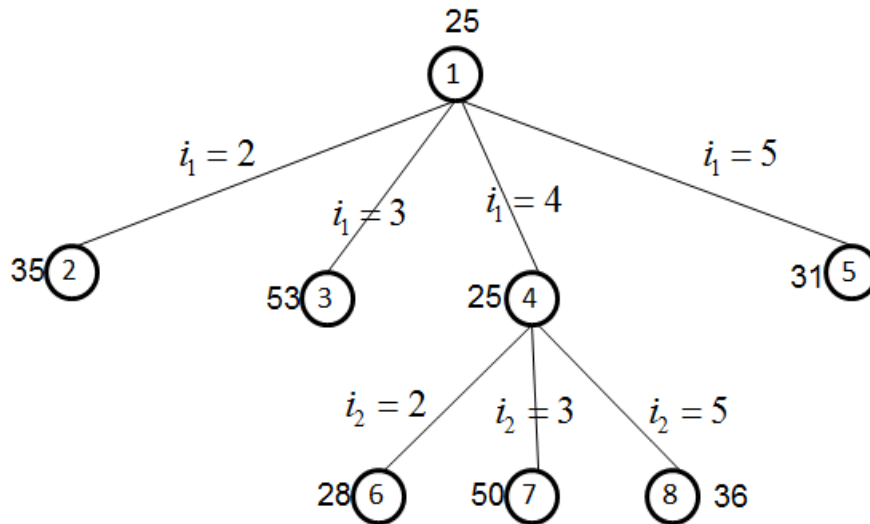 25
1
i₁ = 2
i₁ = 3
i₁ = 4
i₁ = 5
35 2
53 3
25 4
31 5
i₂ = 2
i₂ = 3
i₂ = 5
28 6
50 7
8 36